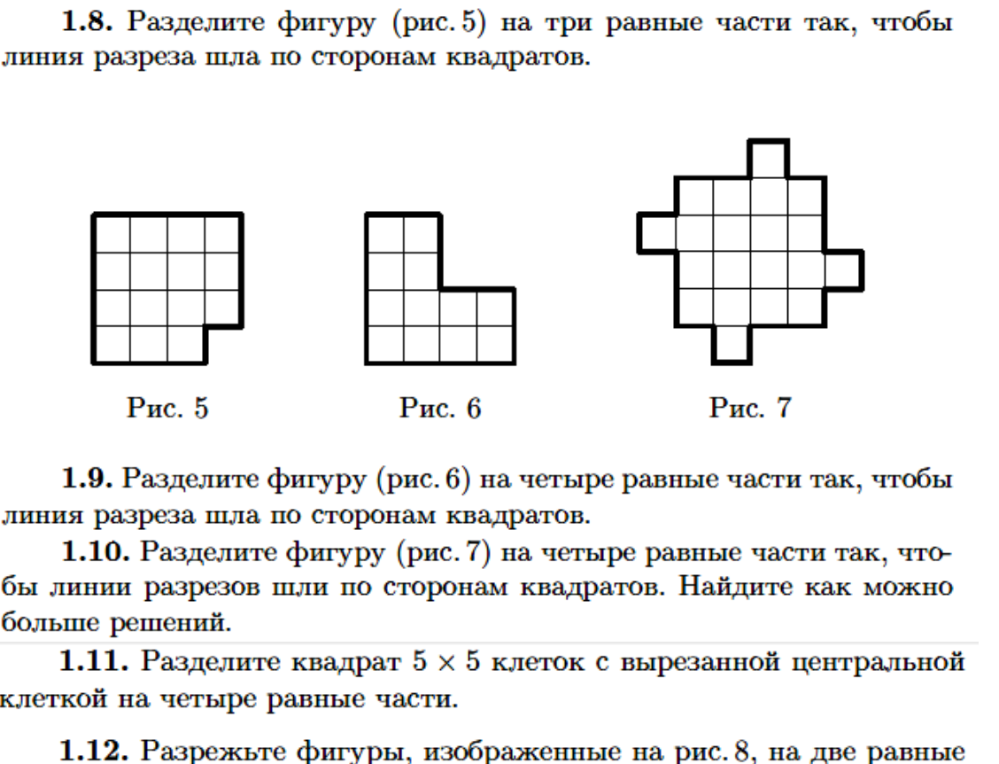 1.8. Разделите фигуру (рис. 5) на три равные части так, чтобы
линия разреза шла по сторонам квадратов.
Рис. 5
Рис. 6
Рис. 7
1.9. Разделите фигуру (рис. 6) на четыре равные части так, чтобы
линия разреза шла по сторонам квадратов.
1.10. Разделите фигуру (рис. 7) на четыре равные части так, что-
бы линии разрезов шли по сторонам квадратов. Найдите как можно
больше решений.
1.11. Разделите квадрат 5 × 5 клеток с вырезанной центральной
клеткой на четыре равные части.
1.12. Разрежьте фигуры, изображенные на рис. 8, на две равные